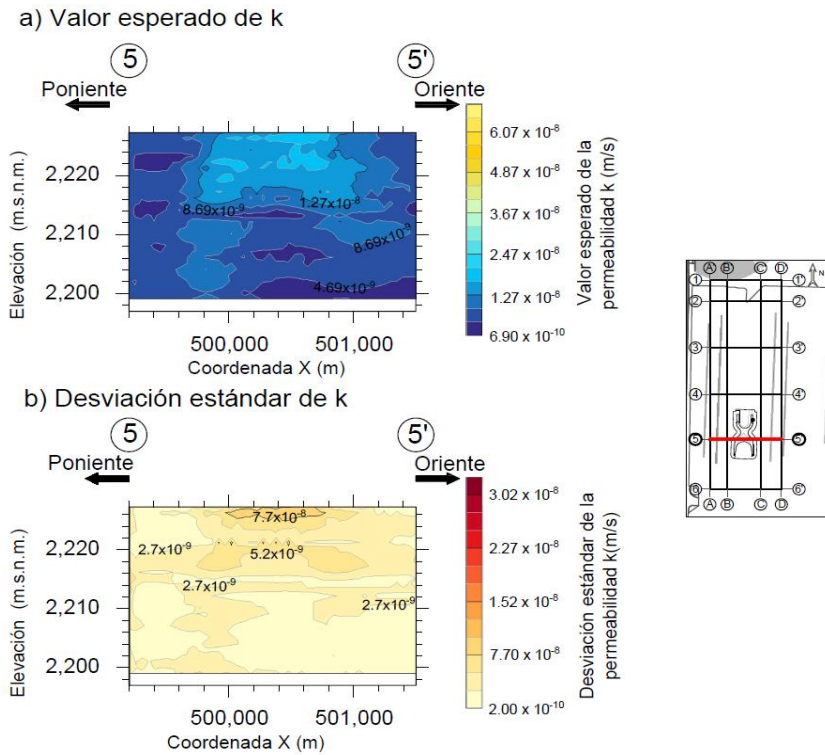 a) Valor esperado de k
5 5'
Poniente Oriente
2,220
2,210
2,200
Elevación (m.s.n.m.)
8.69x10-9
1.27x10-8
8.69x10-9
4.69x10-9
500,000 501,000
Coordenada X (m)
6.07 x 10-8
4.87 x 10-8
3.67 x 10-8
2.47 x 10-8
1.27 x 10-8
6.90 x 10-10
Valor esperado de la
permeabilidad k (m/s)
b) Desviación estándar de k
5 5'
Poniente Oriente
2,220
2,210
2,200
Elevación (m.s.n.m.)
7.7x10-8
2.7x10-9
5.2x10-9
2.7x10-9
2.7x10-9
500,000 501,000
Coordenada X (m)
3.02 x 10-8
2.27 x 10-8
1.52 x 10-8
7.70 x 10-8
2.00 x 10-10
Desviación estándar de la
permeabilidad k(m/s)
A B C D
N
1 1'
2 2'
3 3'
4 4'
5 5'
6 6'
A B C D